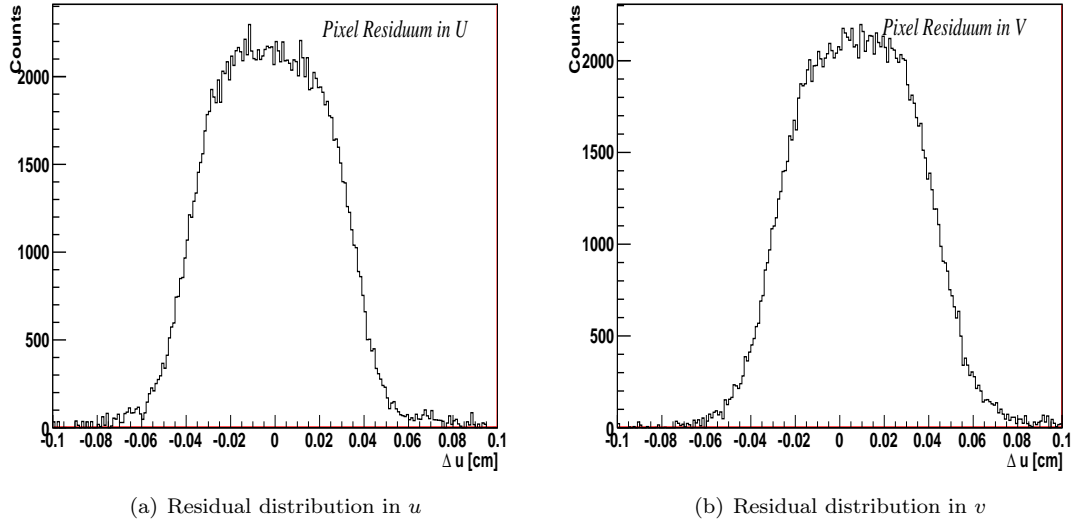 Pixel Residuum in U
Counts
2000
1500
1000
500
0
-0.1 -0.08 -0.06 -0.04 -0.02 0 0.02 0.04 0.06 0.08 0.1
Δ u [cm]
(a) Residual distribution in u
Pixel Residuum in V
Counts
2000
1500
1000
500
0
-0.1 -0.08 -0.06 -0.04 -0.02 0 0.02 0.04 0.06 0.08 0.1
Δ u [cm]
(b) Residual distribution in v